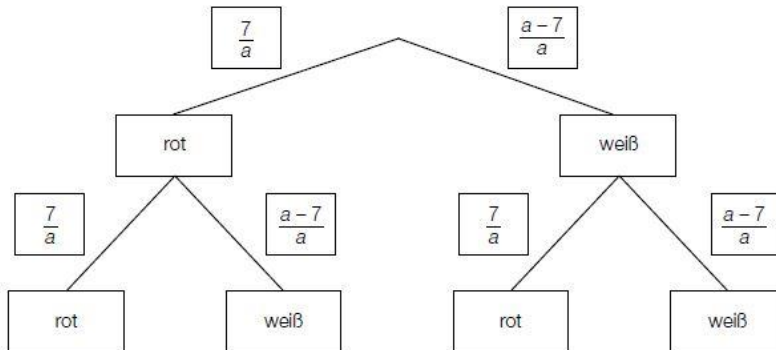 7/a a − 7/a
rot weiß
7/a a − 7/a 7/a a − 7/a
rot weiß rot weiß